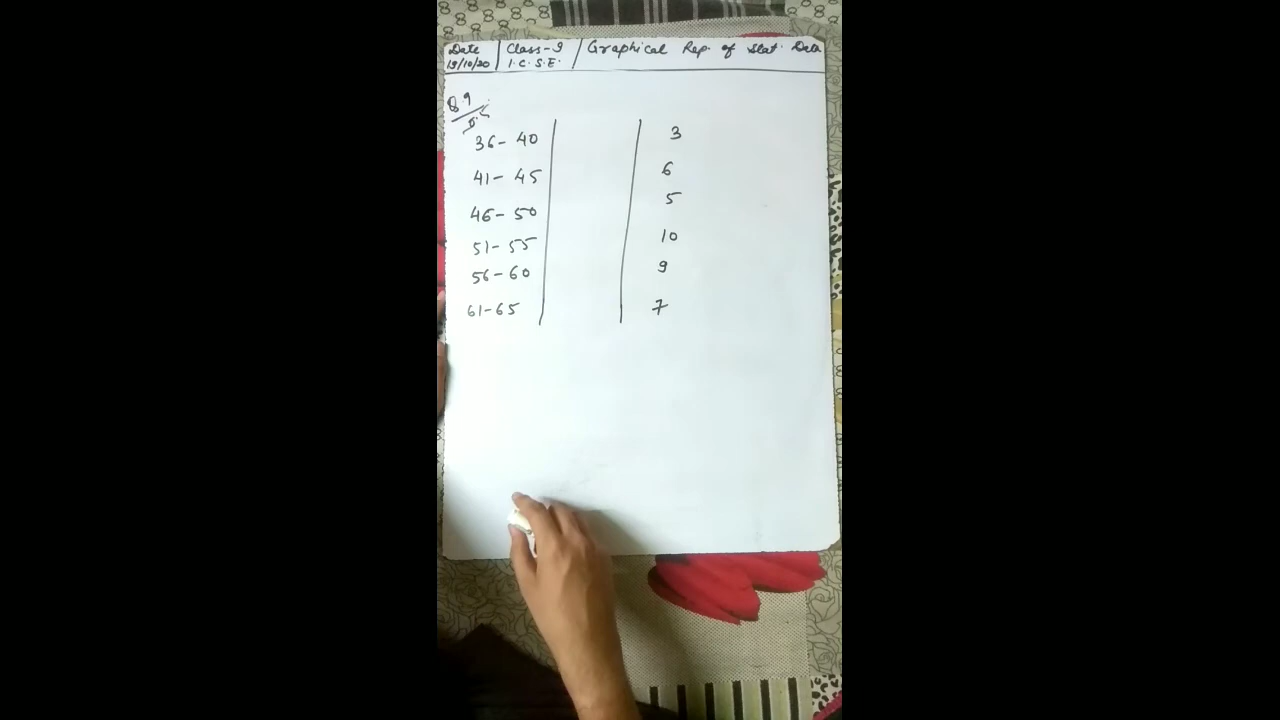 Date | Class-9 / Graphical Rep. of Stat. Data
19/10/20 | I.C.S.E.
Q.9
36-40 3
41-45 6
46-50 5
51-55 10
56-60 9
61-65 7